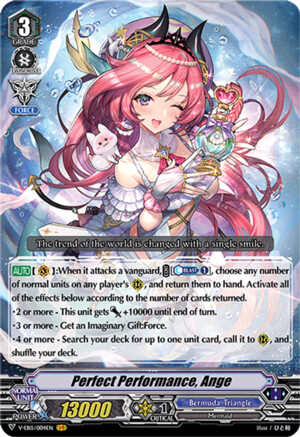 3
GRADE
FORCE
The trend of the world is changed with a single smile.
AUTO [ ]:When it attacks a vanguard, BLAST 1 , choose any number
of normal units on any player's , and return them to hand. Activate all
of the effects below according to the number of cards returned.
･2 or more - This unit gets +10000 until end of turn.
･3 or more - Get an Imaginary Gift:Force.
･4 or more - Search your deck for up to one unit card, call it to , and
shuffle your deck.
Perfect Performance, Ange
NORMAL
UNIT
POWER
13000
1
CRITICAL
Bermuda Triangle
Mermaid
V-EB15/004EN